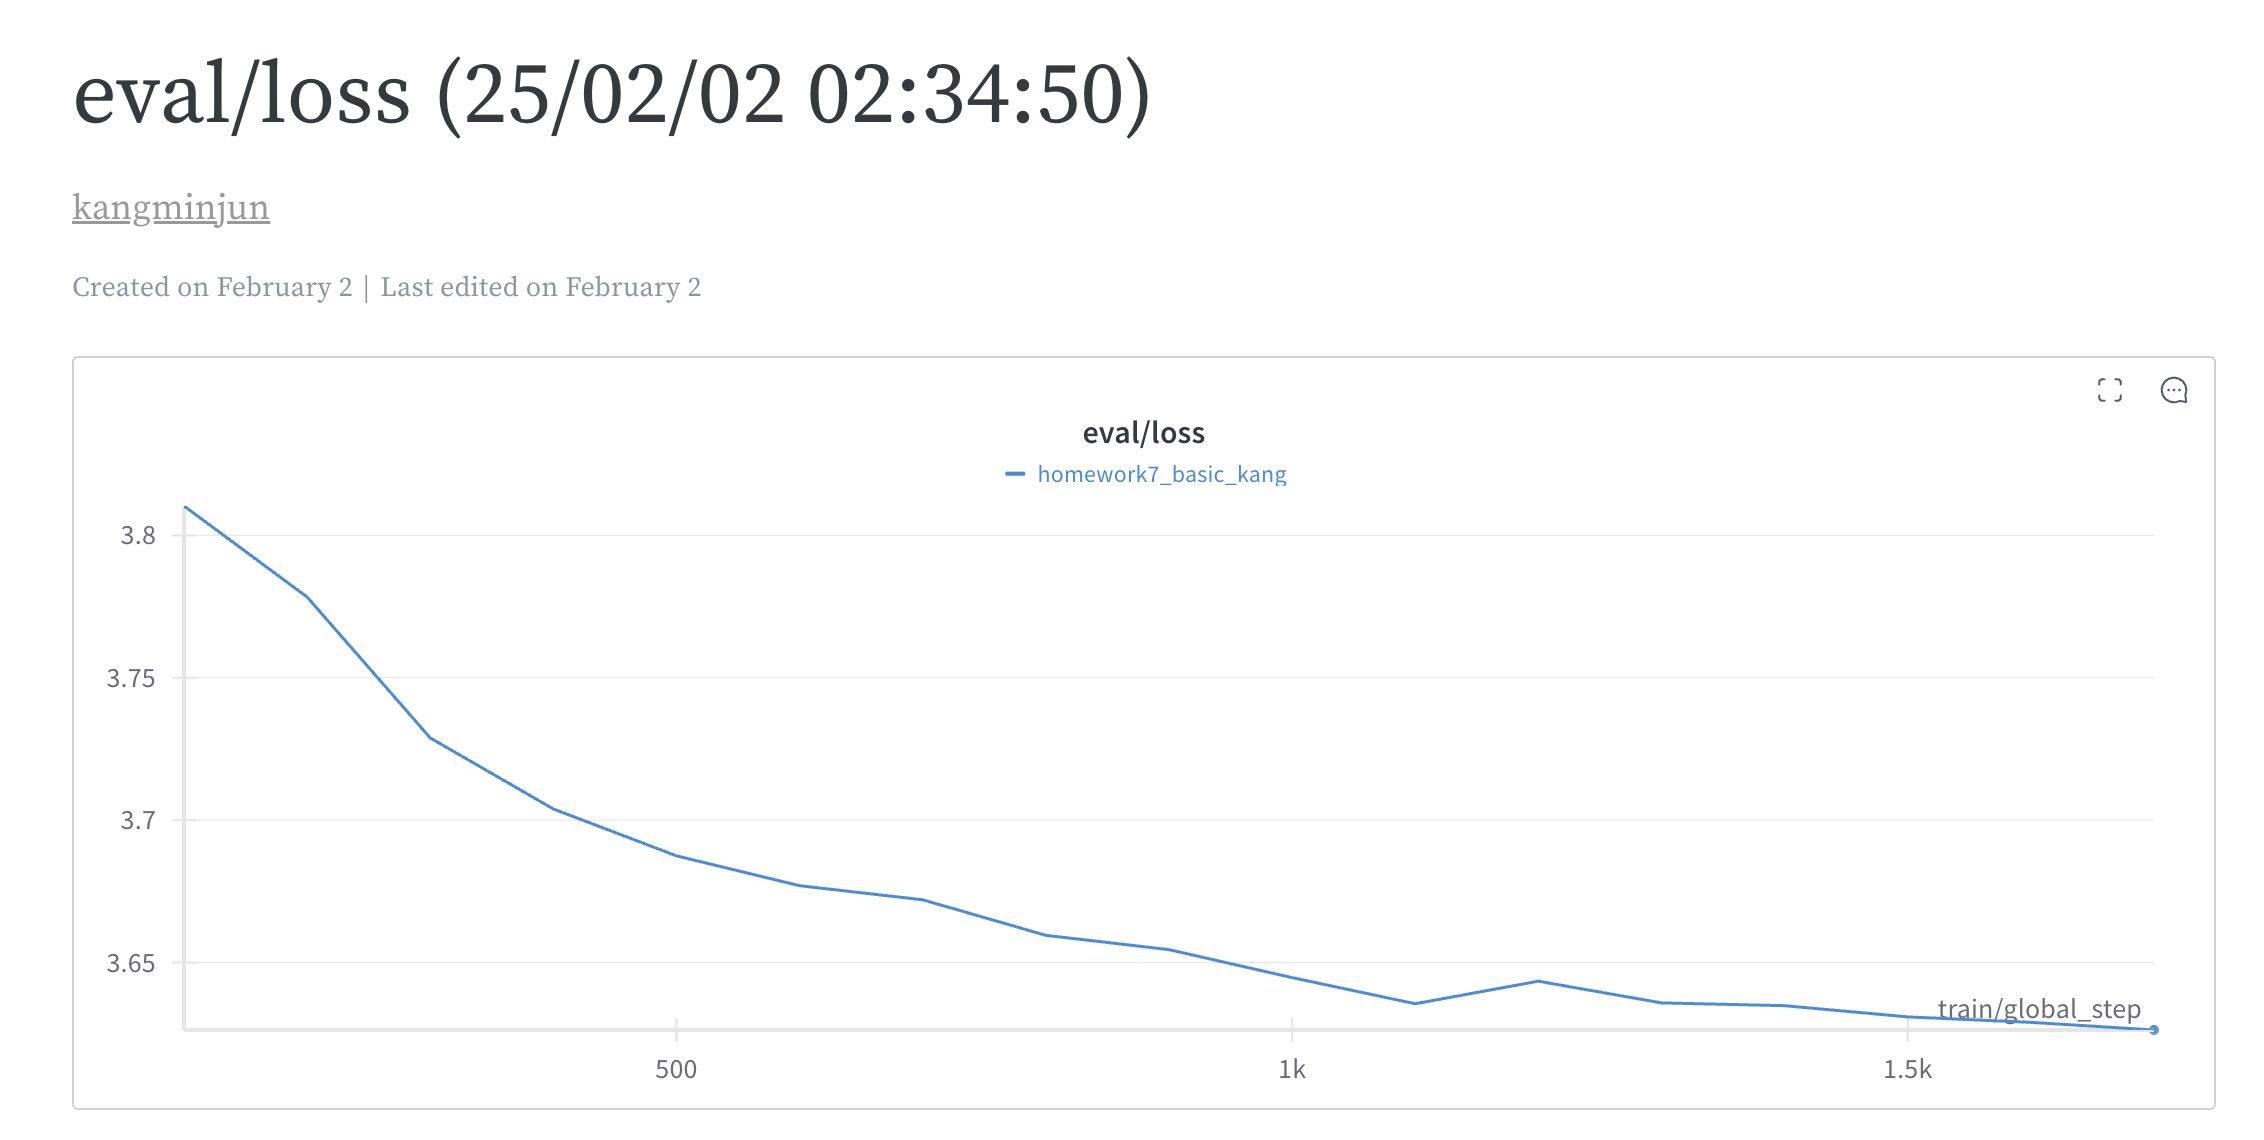 eval/loss (25/02/02 02:34:50)
kangminjun
Created on February 2 | Last edited on February 2
eval/loss
homework7_basic_kang
3.8
3.75
3.7
3.65
train/global_step
500
1k
1.5k